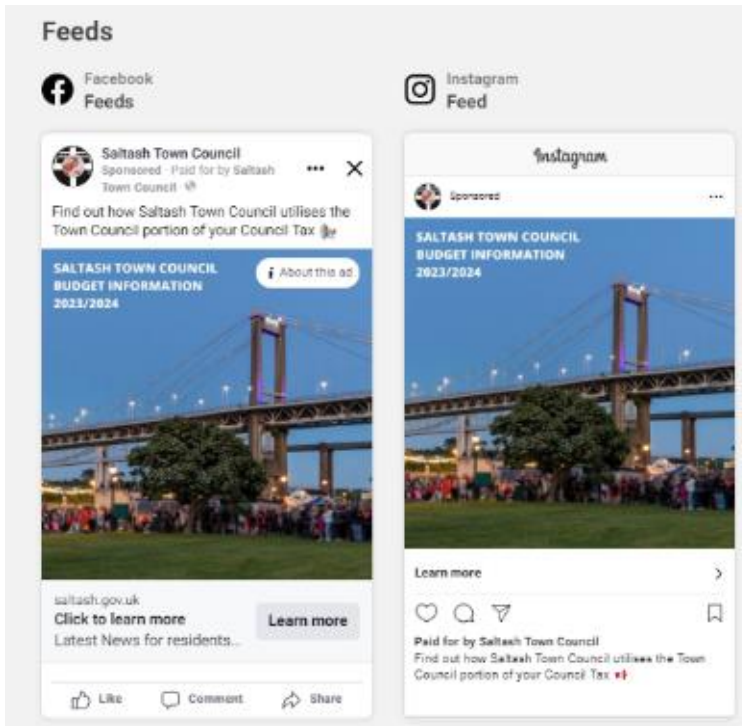 Feeds
Facebook
Feeds
Saltash Town Council
Sponsored · Paid for by Saltash
Town Council ·
Find out how Saltash Town Council utilises the
Town Council portion of your Council Tax
SALTASH TOWN COUNCIL
BUDGET INFORMATION
2023/2024
About this ad
saltash.gov.uk
Click to learn more
Latest News for residents...
Learn more
Like
Comment
Share
Instagram
Feed
Instagram
Sponsored
SALTASH TOWN COUNCIL
BUDGET INFORMATION
2023/2024
Learn more
Paid for by Saltash Town Council
Find out how Saltash Town Council utilises the Town
Council portion of your Council Tax